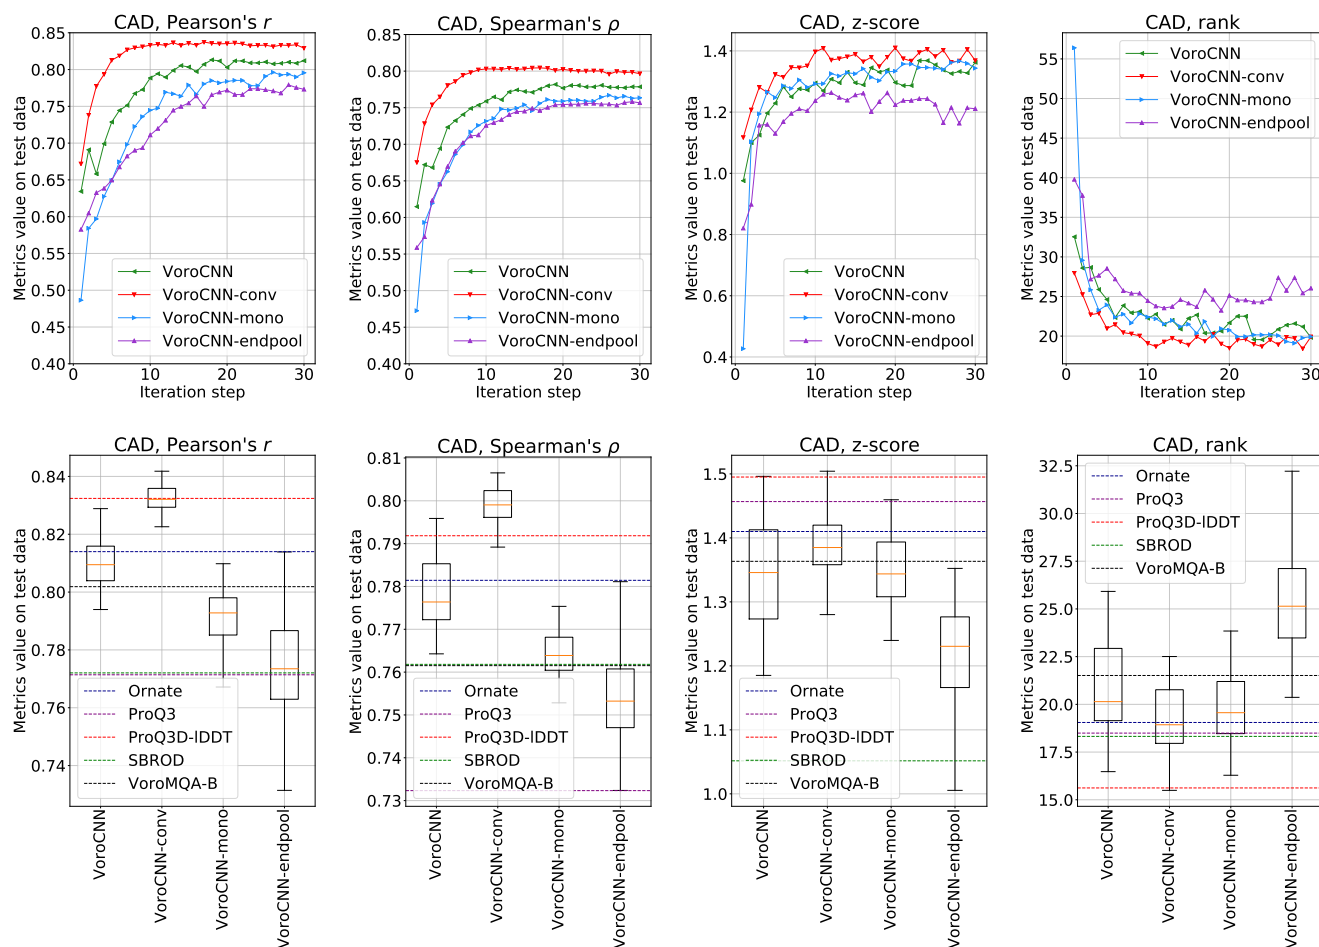 CAD, Pearson's r
Metrics value on test data
0.85
0.80
0.75
0.70
0.65
0.60
0.55
0.50
0.45
0.40
0
10
20
30
Iteration step
VoroCNN
VoroCNN-conv
VoroCNN-mono
VoroCNN-endpool
CAD, Spearman's ρ
Metrics value on test data
0.85
0.80
0.75
0.70
0.65
0.60
0.55
0.50
0.45
0.40
0
10
20
30
Iteration step
VoroCNN
VoroCNN-conv
VoroCNN-mono
VoroCNN-endpool
CAD, z-score
Metrics value on test data
1.4
1.2
1.0
0.8
0.6
0.4
0
10
20
30
Iteration step
VoroCNN
VoroCNN-conv
VoroCNN-mono
VoroCNN-endpool
CAD, rank
Metrics value on test data
55
50
45
40
35
30
25
20
0
10
20
30
Iteration step
VoroCNN
VoroCNN-conv
VoroCNN-mono
VoroCNN-endpool
CAD, Pearson's r
Metrics value on test data
0.84
0.82
0.80
0.78
0.76
0.74
Ornate
ProQ3
ProQ3D-lDDT
SBROD
VoroMQA-B
VoroCNN
VoroCNN-conv
VoroCNN-mono
VoroCNN-endpool
CAD, Spearman's ρ
Metrics value on test data
0.81
0.80
0.79
0.78
0.77
0.76
0.75
0.74
0.73
Ornate
ProQ3
ProQ3D-lDDT
SBROD
VoroMQA-B
VoroCNN
VoroCNN-conv
VoroCNN-mono
VoroCNN-endpool
CAD, z-score
Metrics value on test data
1.5
1.4
1.3
1.2
1.1
1.0
Ornate
ProQ3
ProQ3D-lDDT
SBROD
VoroMQA-B
VoroCNN
VoroCNN-conv
VoroCNN-mono
VoroCNN-endpool
CAD, rank
Metrics value on test data
32.5
30.0
27.5
25.0
22.5
20.0
17.5
15.0
Ornate
ProQ3
ProQ3D-lDDT
SBROD
VoroMQA-B
VoroCNN
VoroCNN-conv
VoroCNN-mono
VoroCNN-endpool